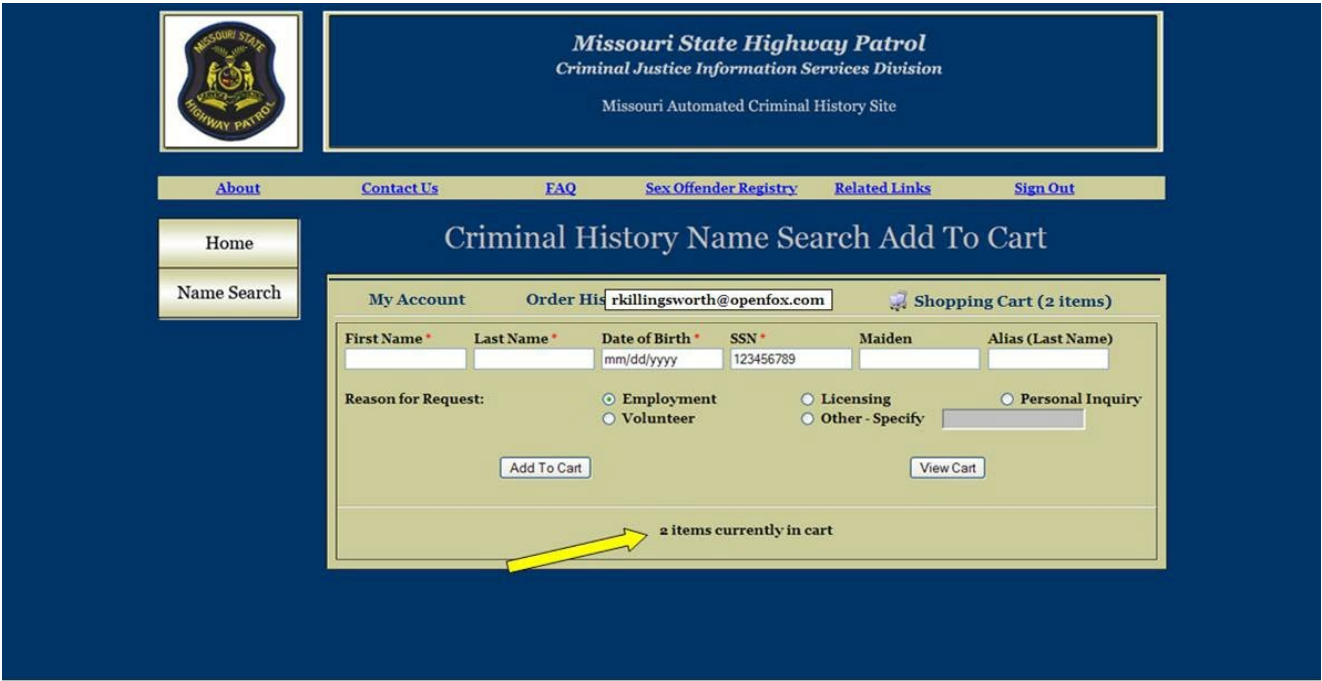 MISSOURI STATE
HIGHWAY PATROL
Missouri State Highway Patrol
Criminal Justice Information Services Division
Missouri Automated Criminal History Site
About Contact Us FAQ Sex Offender Registry Related Links Sign Out
Home
Name Search
Criminal History Name Search Add To Cart
My Account Order His rkillingsworth@openfox.com Shopping Cart (2 items)
First Name * Last Name * Date of Birth * SSN * Maiden Alias (Last Name)
mm/dd/yyyy 123456789
Reason for Request: Employment Licensing Personal Inquiry
Volunteer Other - Specify
Add To Cart View Cart
2 items currently in cart